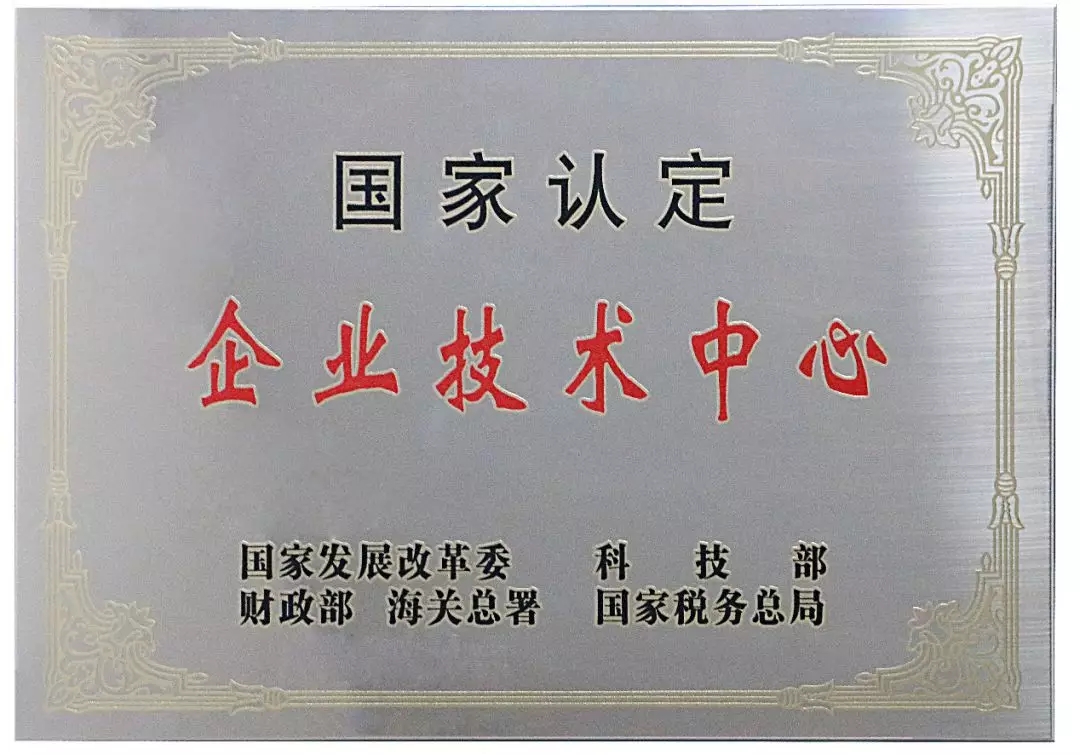 国家认定
企业技术中心
国家发展改革委 科技部
财政部 海关总署 国家税务总局